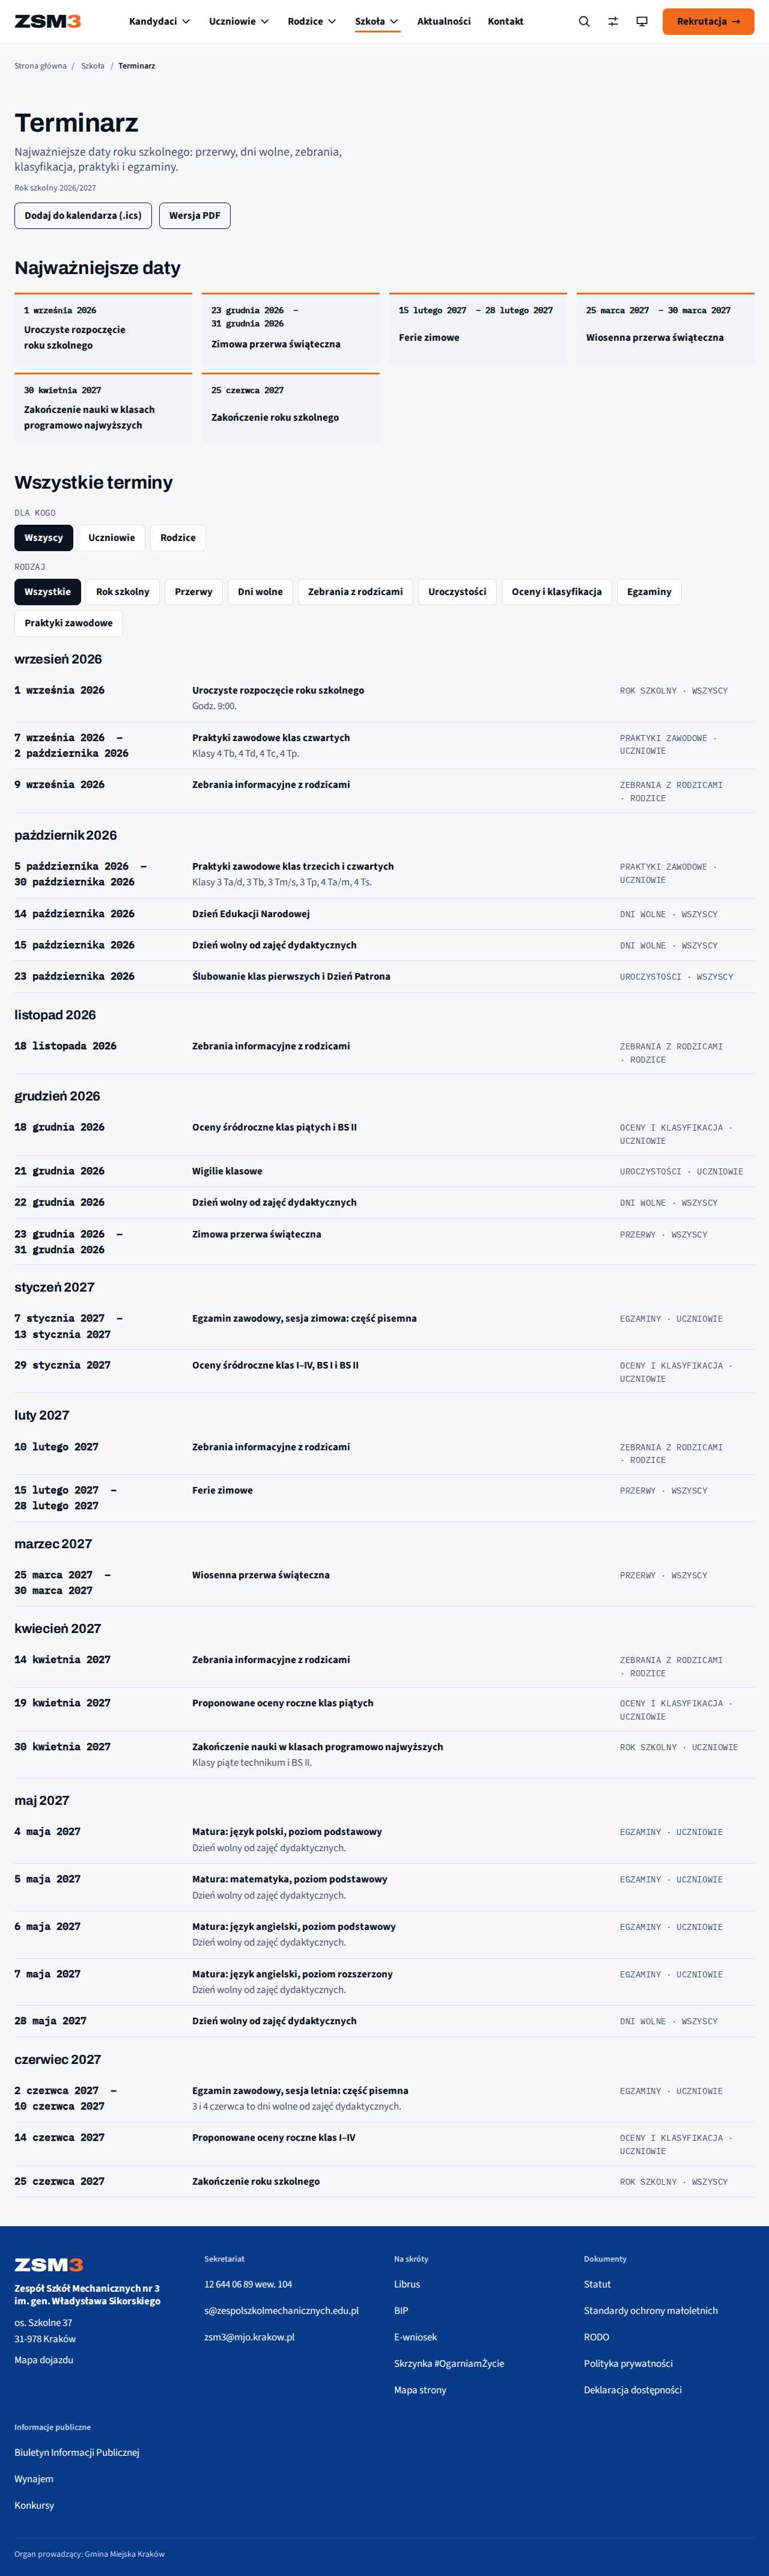 ZSM3
Kandydaci
Uczniowie
Rodzice
Szkoła
Aktualności
Kontakt
Rekrutacja →
Strona główna / Szkoła / Terminarz
Terminarz
Najważniejsze daty roku szkolnego: przerwy, dni wolne, zebrania,
klasyfikacja, praktyki i egzaminy.
Rok szkolny 2026/2027
Dodaj do kalendarza (.ics)
Wersja PDF
Najważniejsze daty
1 września 2026
Uroczyste rozpoczęcie
roku szkolnego
23 grudnia 2026 –
31 grudnia 2026
Zimowa przerwa świąteczna
15 lutego 2027 – 28 lutego 2027
Ferie zimowe
25 marca 2027 – 30 marca 2027
Wiosenna przerwa świąteczna
30 kwietnia 2027
Zakończenie nauki w klasach
programowo najwyższych
25 czerwca 2027
Zakończenie roku szkolnego
Wszystkie terminy
DLA KOGO
Wszyscy
Uczniowie
Rodzice
RODZAJ
Wszystkie
Rok szkolny
Przerwy
Dni wolne
Zebrania z rodzicami
Uroczystości
Oceny i klasyfikacja
Egzaminy
Praktyki zawodowe
wrzesień 2026
1 września 2026
Uroczyste rozpoczęcie roku szkolnego
Godz. 9:00.
ROK SZKOLNY · WSZYSCY
7 września 2026 –
2 października 2026
Praktyki zawodowe klas czwartych
Klasy 4 Tb, 4 Td, 4 Tc, 4 Tp.
PRAKTYKI ZAWODOWE ·
UCZNIOWIE
9 września 2026
Zebrania informacyjne z rodzicami
ZEBRANIA Z RODZICAMI
· RODZICE
październik 2026
5 października 2026 –
30 października 2026
Praktyki zawodowe klas trzecich i czwartych
Klasy 3 Ta/d, 3 Tb, 3 Tm/s, 3 Tp, 4 Ta/m, 4 Ts.
PRAKTYKI ZAWODOWE ·
UCZNIOWIE
14 października 2026
Dzień Edukacji Narodowej
DNI WOLNE · WSZYSCY
15 października 2026
Dzień wolny od zajęć dydaktycznych
DNI WOLNE · WSZYSCY
23 października 2026
Ślubowanie klas pierwszych i Dzień Patrona
UROCZYSTOŚCI · WSZYSCY
listopad 2026
18 listopada 2026
Zebrania informacyjne z rodzicami
ZEBRANIA Z RODZICAMI
· RODZICE
grudzień 2026
18 grudnia 2026
Oceny śródroczne klas piątych i BS II
OCENY I KLASYFIKACJA ·
UCZNIOWIE
21 grudnia 2026
Wigilie klasowe
UROCZYSTOŚCI · UCZNIOWIE
22 grudnia 2026
Dzień wolny od zajęć dydaktycznych
DNI WOLNE · WSZYSCY
23 grudnia 2026 –
31 grudnia 2026
Zimowa przerwa świąteczna
PRZERWY · WSZYSCY
styczeń 2027
7 stycznia 2027 –
13 stycznia 2027
Egzamin zawodowy, sesja zimowa: część pisemna
EGZAMINY · UCZNIOWIE
29 stycznia 2027
Oceny śródroczne klas I–IV, BS I i BS II
OCENY I KLASYFIKACJA ·
UCZNIOWIE
luty 2027
10 lutego 2027
Zebrania informacyjne z rodzicami
ZEBRANIA Z RODZICAMI
· RODZICE
15 lutego 2027 –
28 lutego 2027
Ferie zimowe
PRZERWY · WSZYSCY
marzec 2027
25 marca 2027 –
30 marca 2027
Wiosenna przerwa świąteczna
PRZERWY · WSZYSCY
kwiecień 2027
14 kwietnia 2027
Zebrania informacyjne z rodzicami
ZEBRANIA Z RODZICAMI
· RODZICE
19 kwietnia 2027
Proponowane oceny roczne klas piątych
OCENY I KLASYFIKACJA ·
UCZNIOWIE
30 kwietnia 2027
Zakończenie nauki w klasach programowo najwyższych
Klasy piąte technikum i BS II.
ROK SZKOLNY · UCZNIOWIE
maj 2027
4 maja 2027
Matura: język polski, poziom podstawowy
Dzień wolny od zajęć dydaktycznych.
EGZAMINY · UCZNIOWIE
5 maja 2027
Matura: matematyka, poziom podstawowy
Dzień wolny od zajęć dydaktycznych.
EGZAMINY · UCZNIOWIE
6 maja 2027
Matura: język angielski, poziom podstawowy
Dzień wolny od zajęć dydaktycznych.
EGZAMINY · UCZNIOWIE
7 maja 2027
Matura: język angielski, poziom rozszerzony
Dzień wolny od zajęć dydaktycznych.
EGZAMINY · UCZNIOWIE
28 maja 2027
Dzień wolny od zajęć dydaktycznych
DNI WOLNE · WSZYSCY
czerwiec 2027
2 czerwca 2027 –
10 czerwca 2027
Egzamin zawodowy, sesja letnia: część pisemna
3 i 4 czerwca to dni wolne od zajęć dydaktycznych.
EGZAMINY · UCZNIOWIE
14 czerwca 2027
Proponowane oceny roczne klas I–IV
OCENY I KLASYFIKACJA ·
UCZNIOWIE
25 czerwca 2027
Zakończenie roku szkolnego
ROK SZKOLNY · WSZYSCY
ZSM3
Zespół Szkół Mechanicznych nr 3
im. gen. Władysława Sikorskiego
os. Szkolne 37
31-978 Kraków
Mapa dojazdu
Sekretariat
12 644 06 89 wew. 104
s@zespolszkolmechanicznych.edu.pl
zsm3@mjo.krakow.pl
Na skróty
Librus
BIP
E-wniosek
Skrzynka #OgarniamŻycie
Mapa strony
Dokumenty
Statut
Standardy ochrony małoletnich
RODO
Polityka prywatności
Deklaracja dostępności
Informacje publiczne
Biuletyn Informacji Publicznej
Wynajem
Konkursy
Organ prowadzący: Gmina Miejska Kraków